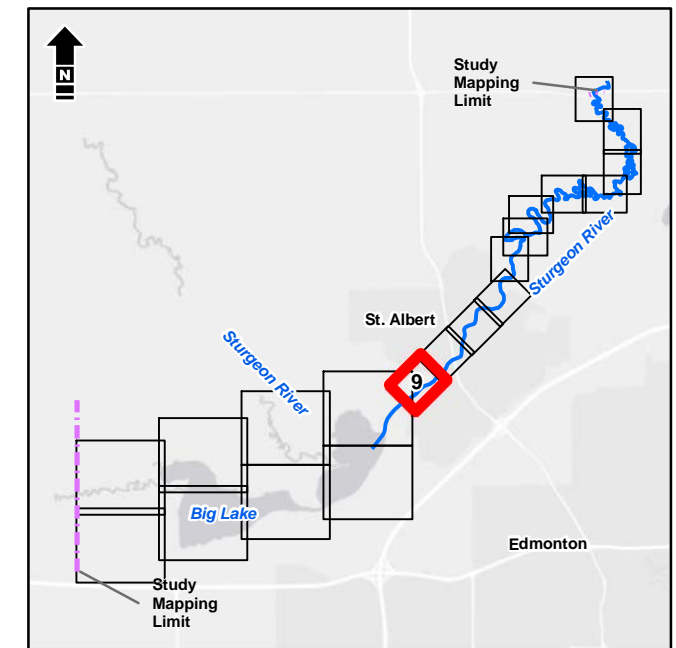 N
Study
Mapping
Limit
Sturgeon River
St. Albert
Sturgeon River
9
Big Lake
Edmonton
Study
Mapping
Limit